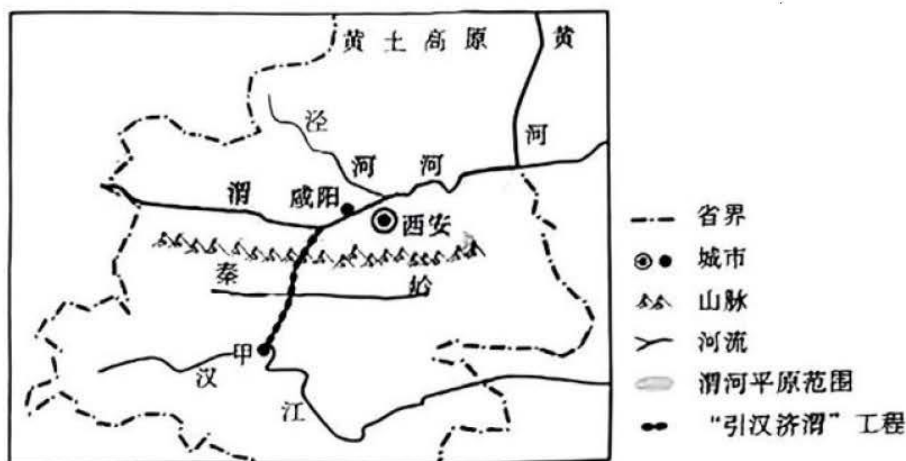 黄土高原
黄
河
泾
河
河
渭
咸阳
西安
秦
岭
甲
汉
江
省界
城市
山脉
河流
渭河平原范围
“引汉济渭”工程